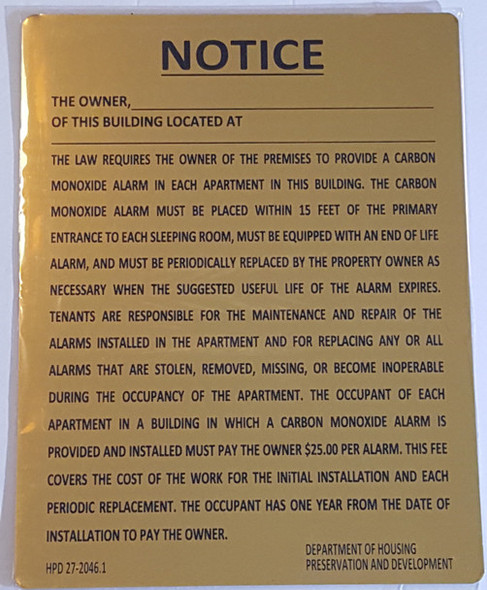 NOTICE
THE OWNER,
OF THIS BUILDING LOCATED AT
THE LAW REQUIRES THE OWNER OF THE PREMISES TO PROVIDE A CARBON
MONOXIDE ALARM IN EACH APARTMENT IN THIS BUILDING. THE CARBON
MONOXIDE ALARM MUST BE PLACED WITHIN 15 FEET OF THE PRIMARY
ENTRANCE TO EACH SLEEPING ROOM, MUST BE EQUIPPED WITH AN END OF LIFE
ALARM, AND MUST BE PERIODICALLY REPLACED BY THE PROPERTY OWNER AS
NECESSARY WHEN THE SUGGESTED USEFUL LIFE OF THE ALARM EXPIRES.
TENANTS ARE RESPONSIBLE FOR THE MAINTENANCE AND REPAIR OF THE
ALARMS INSTALLED IN THE APARTMENT AND FOR REPLACING ANY OR ALL
ALARMS THAT ARE STOLEN, REMOVED, MISSING, OR BECOME INOPERABLE
DURING THE OCCUPANCY OF THE APARTMENT. THE OCCUPANT OF EACH
APARTMENT IN A BUILDING IN WHICH A CARBON MONOXIDE ALARM IS
PROVIDED AND INSTALLED MUST PAY THE OWNER $25.00 PER ALARM. THIS FEE
COVERS THE COST OF THE WORK FOR THE INiTIAL INSTALLATION AND EACH
PERIODIC REPLACEMENT. THE OCCUPANT HAS ONE YEAR FROM THE DATE OF
INSTALLATION TO PAY THE OWNER.
DEPARTMENT OF HOUSING
HPD 27-2046.1 PRESERVATION AND DEVELOPMENT